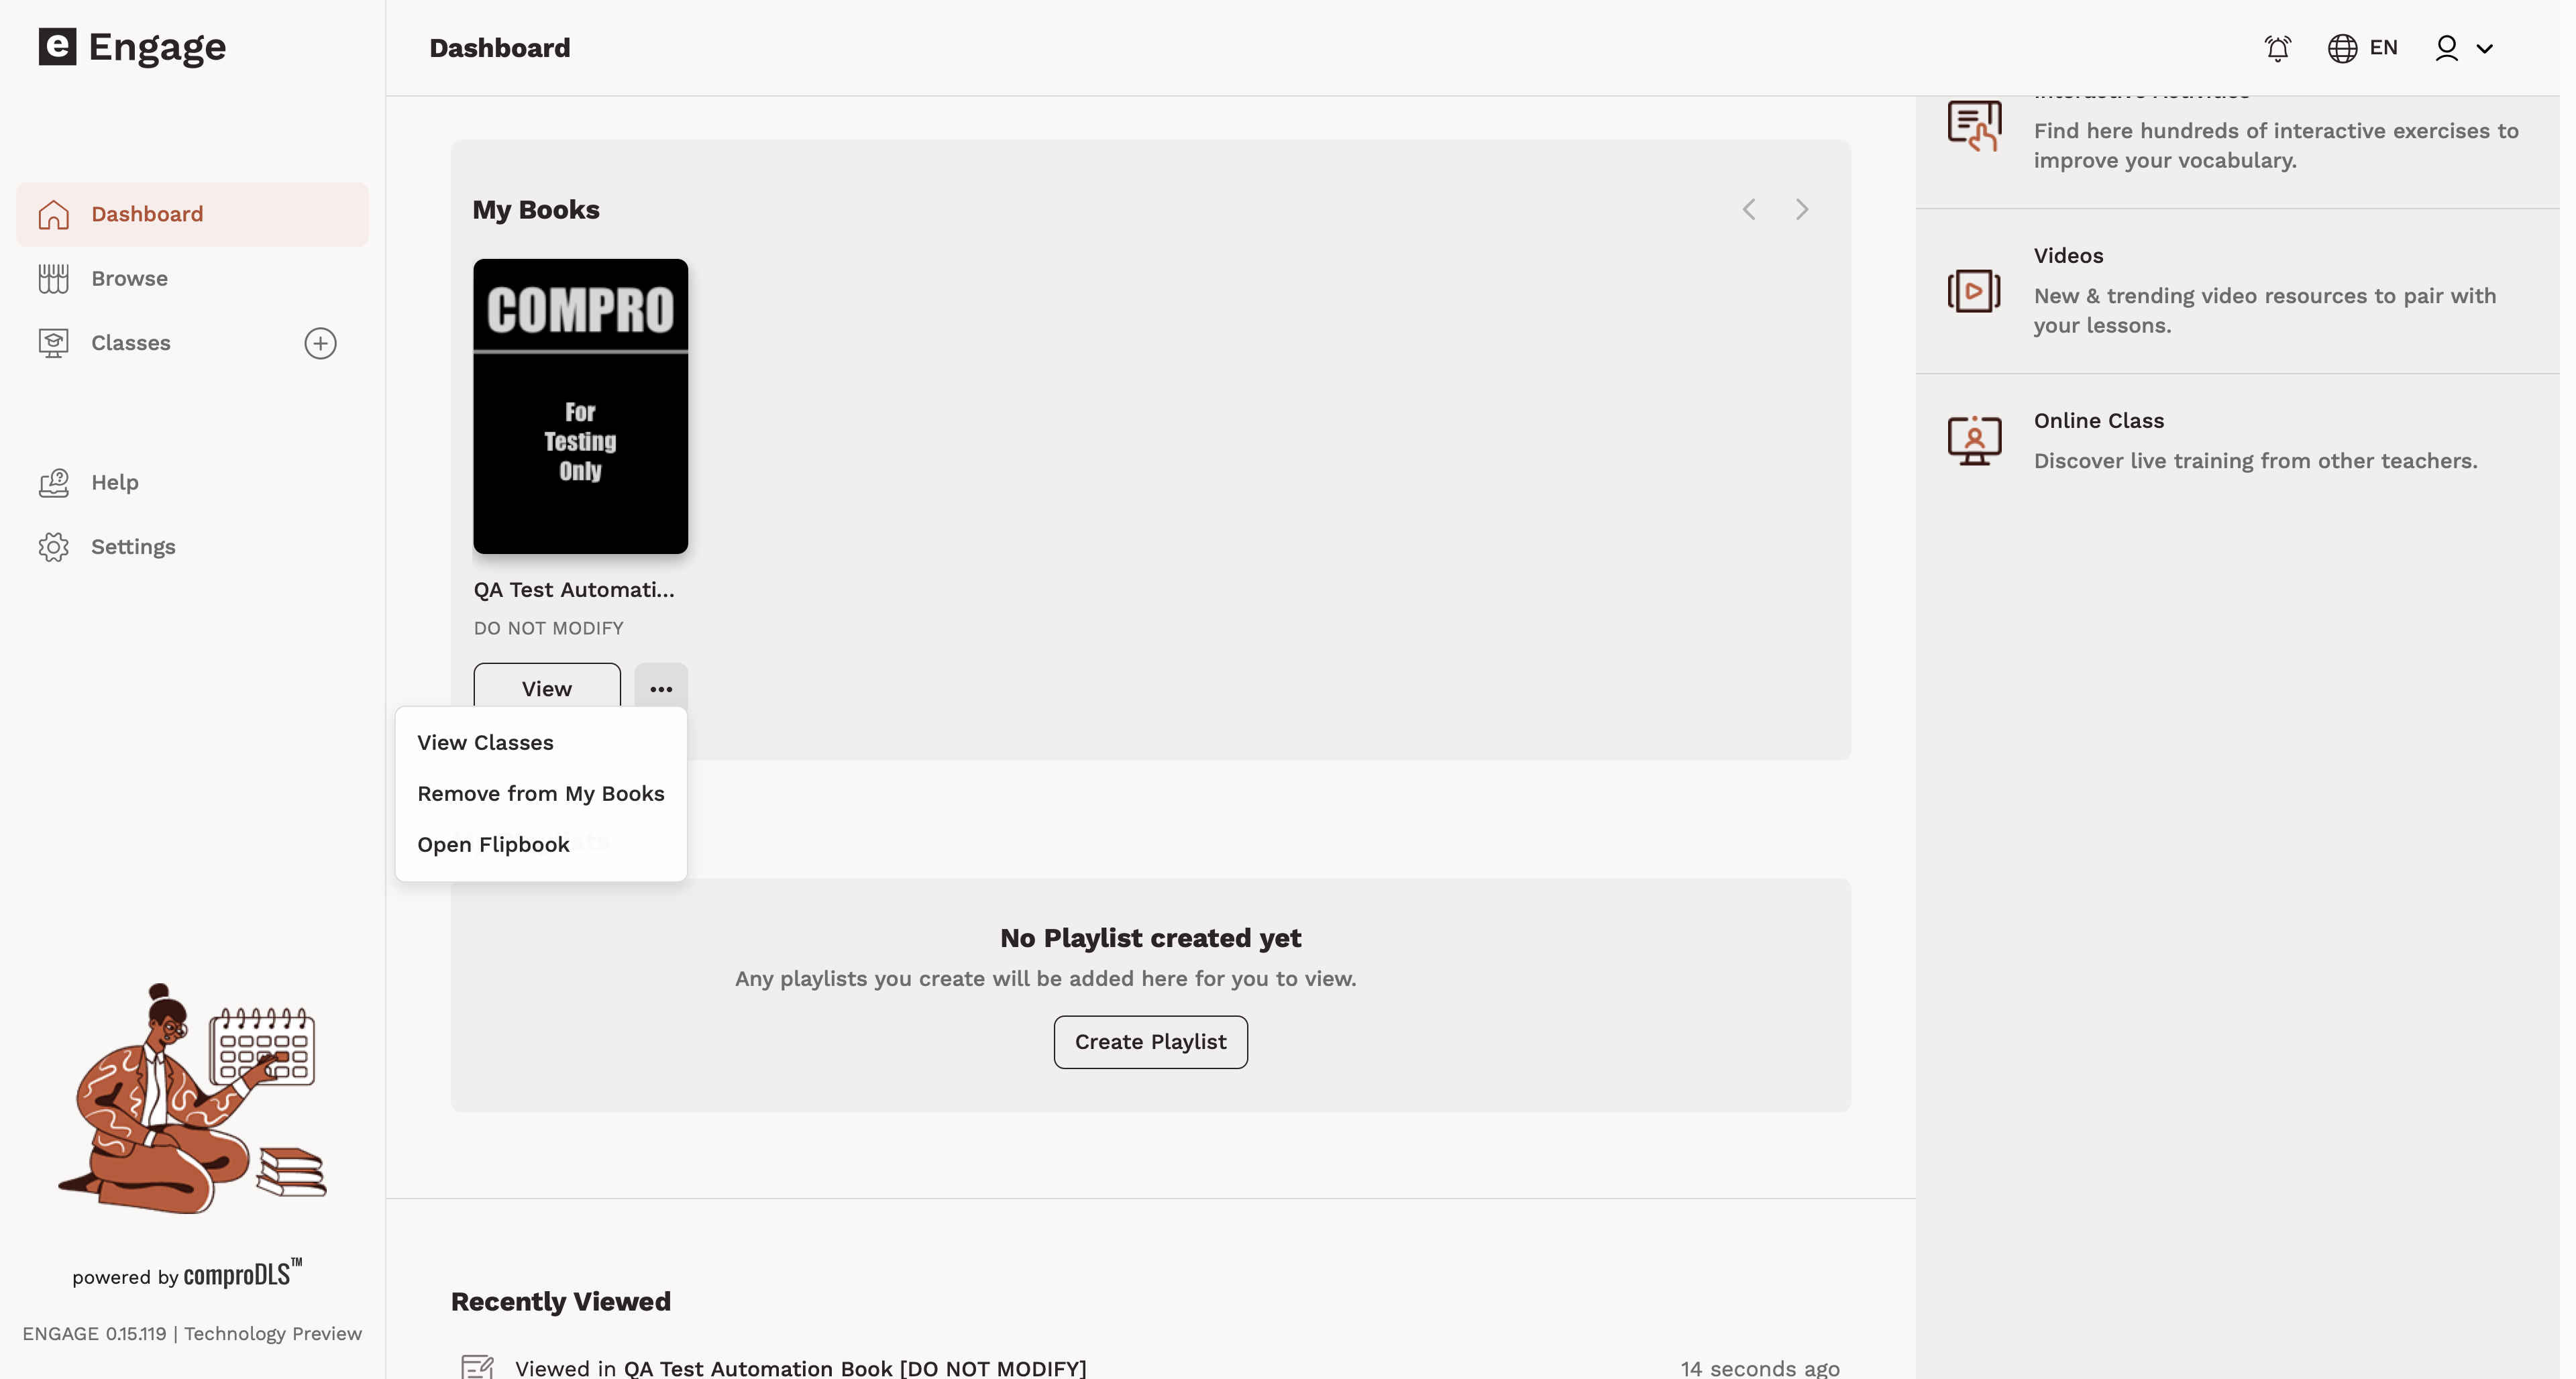 e Engage
Dashboard
EN
Dashboard
Browse
Classes
Help
Settings
powered by comproDLS™
ENGAGE 0.15.119 | Technology Preview
My Books
COMPRO
For
Testing
Only
QA Test Automati...
DO NOT MODIFY
View
View Classes
Remove from My Books
Open Flipbook
No Playlist created yet
Any playlists you create will be added here for you to view.
Create Playlist
Recently Viewed
Viewed in QA Test Automation Book [DO NOT MODIFY]
14 seconds ago
Interactive Activities
Find here hundreds of interactive exercises to
improve your vocabulary.
Videos
New & trending video resources to pair with
your lessons.
Online Class
Discover live training from other teachers.